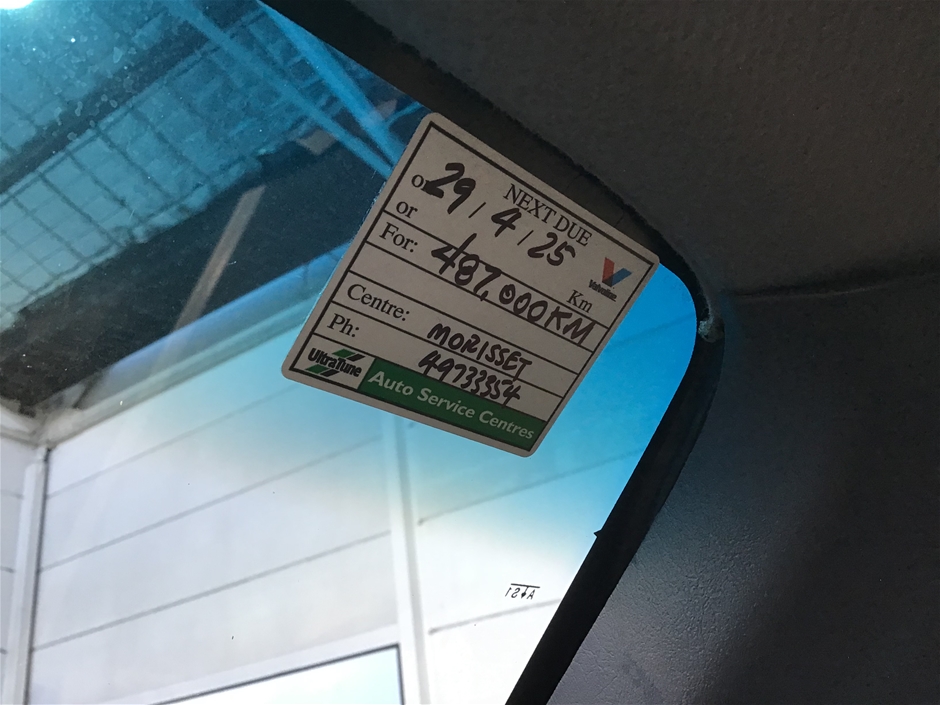 NEXT DUE
On 29/4/25
or
For: 487,000KM Km
Valvoline
Centre: MORISSET
Ph: 49733354
UltraTune Auto Service Centres